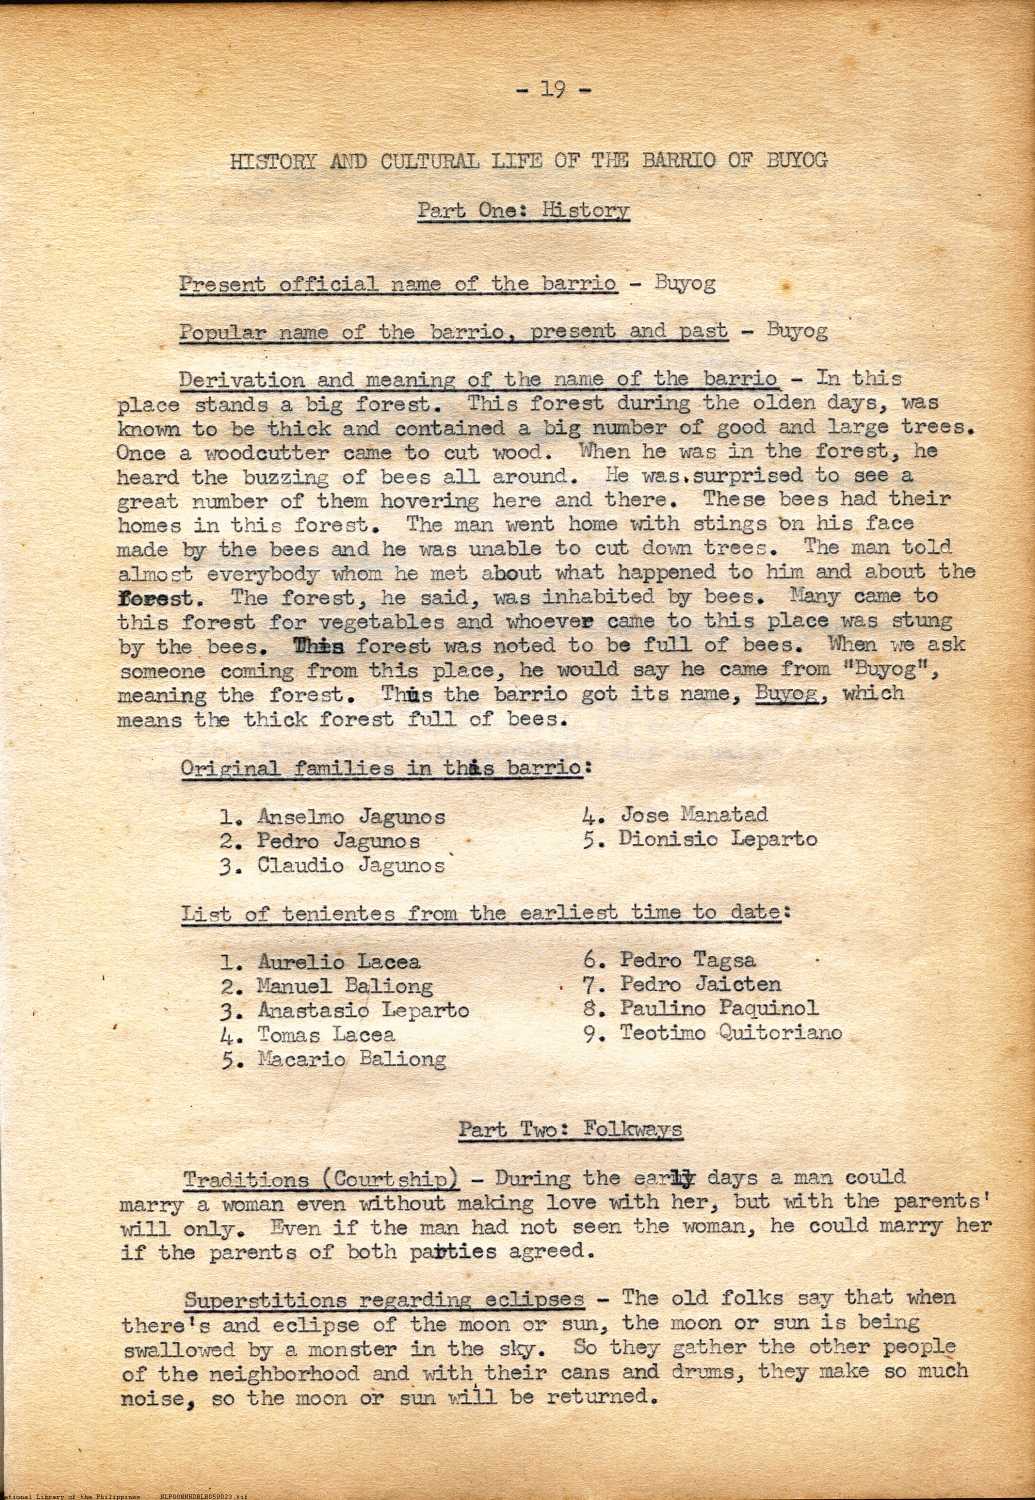 - 19 -
HISTORY AND CULTURAL LIFE OF THE BARRIO OF BUYOG
Part One: History
Present official name of the barrio - Buyog
Popular name of the barrio, present and past - Buyog
Derivation and meaning of the name of the barrio - In this
place stands a big forest. This forest during the olden days, was
known to be thick and contained a big number of good and large trees.
Once a woodcutter came to cut wood. When he was in the forest, he
heard the buzzing of bees all around. He was surprised to see a
great number of them hovering here and there. These bees had their
homes in this forest. The man went home with stings on his face
made by the bees and he was unable to cut down trees. The man told
almost everybody whom he met about what happened to him and about the
forest. The forest, he said, was inhabited by bees. Many came to
this forest for vegetables and whoever came to this place was stung
by the bees. This forest was noted to be full of bees. When we ask
someone coming from this place, he would say he came from "Buyog",
meaning the forest. Thus the barrio got its name, Buyog, which
means the thick forest full of bees.
Original families in this barrio:
1. Anselmo Jagunos
2. Pedro Jagunos
3. Claudio Jagunos
4. Jose Manatad
5. Dionisio Leparto
List of tenientes from the earliest time to date:
1. Aurelio Lacea
2. Manuel Baliong
3. Anastasio Leparto
4. Tomas Lacea
5. Macario Baliong
6. Pedro Tagsa
7. Pedro Jaicten
8. Paulino Paquinol
9. Teotimo Quitoriano
Part Two: Folkways
Traditions (Courtship) - During the early days a man could
marry a woman even without making love with her, but with the parents'
will only. Even if the man had not seen the woman, he could marry her
if the parents of both parties agreed.
Superstitions regarding eclipses - The old folks say that when
there's and eclipse of the moon or sun, the moon or sun is being
swallowed by a monster in the sky. So they gather the other people
of the neighborhood and with their cans and drums, they make so much
noise, so the moon or sun will be returned.
National Library of the Philippines